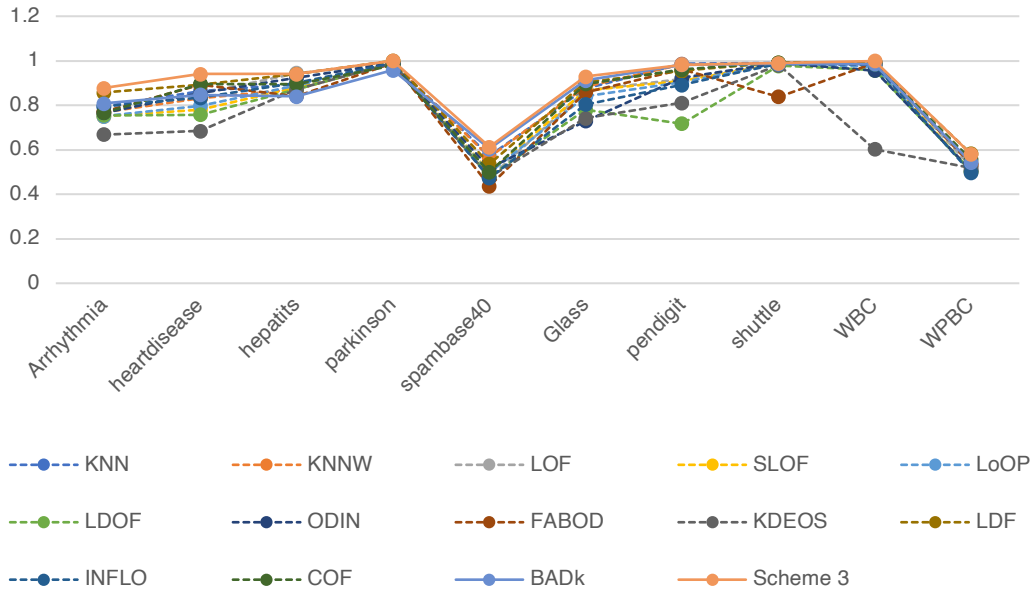 1.2
1
0.8
0.6
0.4
0.2
0
Arrhythmia heartdisease hepatits parkinson spambase40 Glass pendigit shuttle WBC WPBC
KNN KNNW LOF SLOF LoOP
LDOF ODIN FABOD KDEOS LDF
INFLO COF BADk Scheme 3